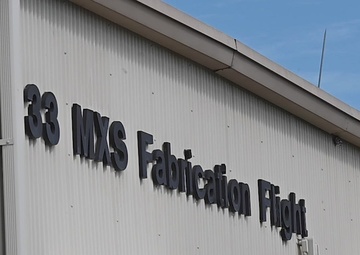 33 MXS Fabrication Flight